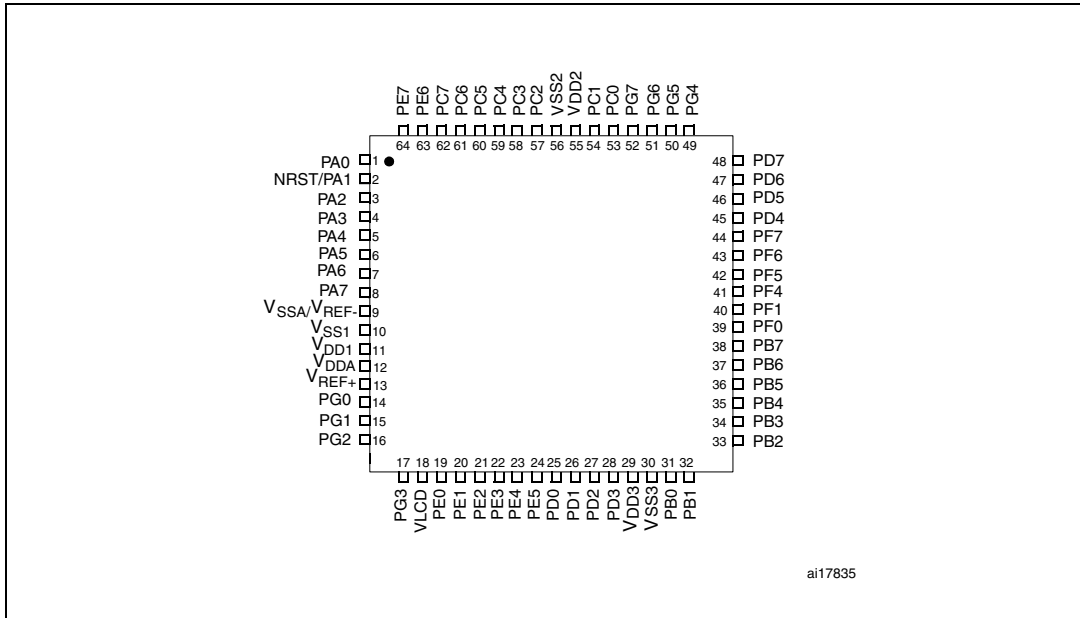 PE7
PE6
PC7
PC6
PC5
PC4
PC3
PC2
VSS2
VDD2
PC1
PC0
PG7
PG6
PG5
PG4
64 63 62 61 60 59 58 57 56 55 54 53 52 51 50 49
PA0 1
NRST/PA1 2
PA2 3
PA3 4
PA4 5
PA5 6
PA6 7
PA7 8
VSSA/VREF- 9
VSS1 10
VDD1 11
VDDA 12
VREF+ 13
PG0 14
PG1 15
PG2 16
48 PD7
47 PD6
46 PD5
45 PD4
44 PF7
43 PF6
42 PF5
41 PF4
40 PF1
39 PF0
38 PB7
37 PB6
36 PB5
35 PB4
34 PB3
33 PB2
17 18 19 20 21 22 23 24 25 26 27 28 29 30 31 32
PG3
VLCD
PE0
PE1
PE2
PE3
PE4
PE5
PD0
PD1
PD2
PD3
VDD3
VSS3
PB0
PB1
ai17835